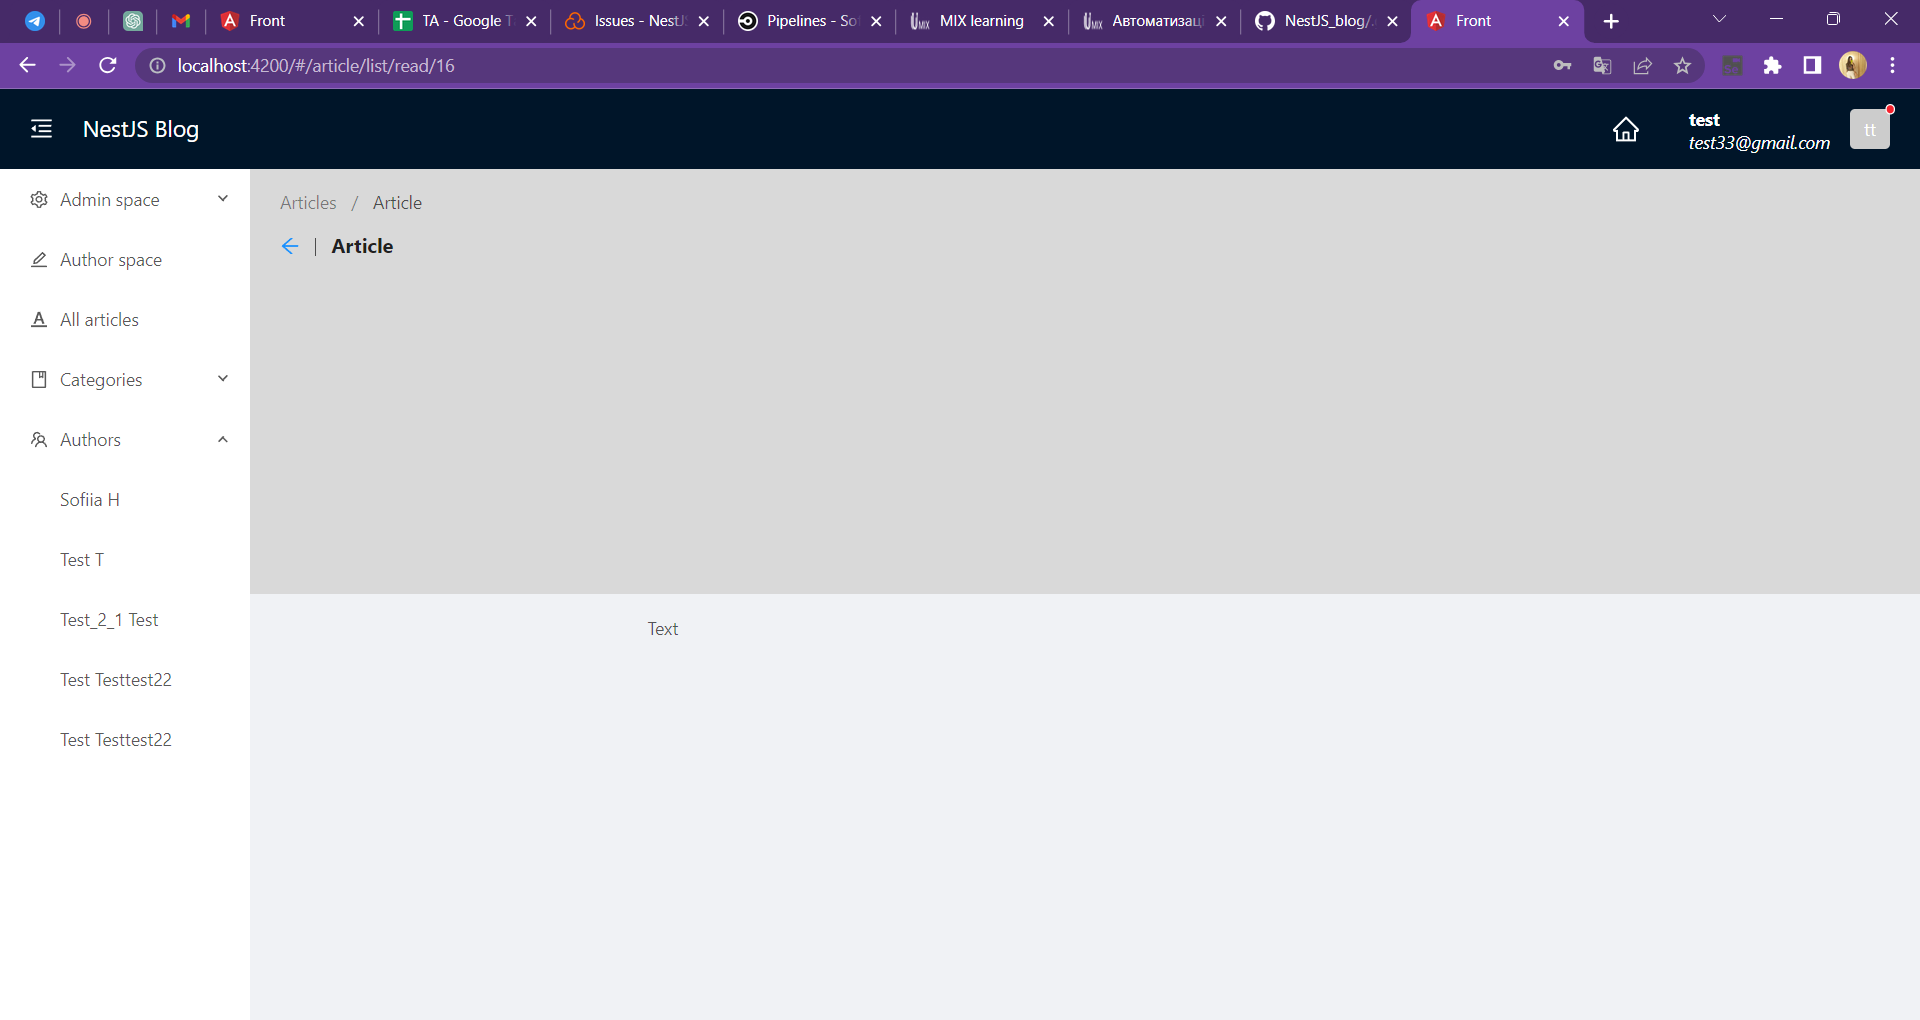 Front
TA - Google T
Issues - NestJS
Pipelines - So
MIX learning
Автоматизац
NestJS_blog/.
Front
localhost:4200/#/article/list/read/16
NestJS Blog
test
test33@gmail.com
tt
Admin space
Author space
All articles
Categories
Authors
Sofiia H
Test T
Test_2_1 Test
Test Testtest22
Test Testtest22
Articles / Article
| Article
Text